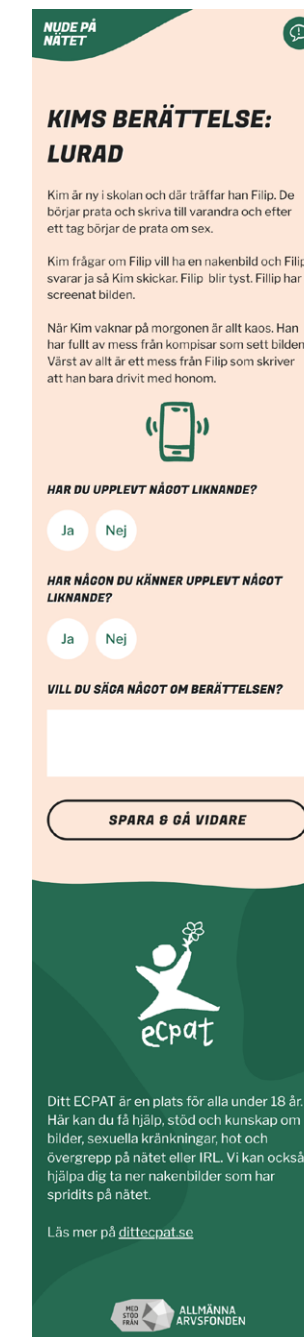 NUDE PÅ
NÄTET
KIMS BERÄTTELSE:
LURAD
Kim är ny i skolan och där träffar han Filip. De
börjar prata och skriva till varandra och efter
ett tag börjar de prata om sex.
Kim frågar om Filip vill ha en nakenbild och Filip
svarar ja så Kim skickar. Filip blir tyst. Fillip har
screenat bilden.
När Kim vaknar på morgonen är allt kaos. Han
har fullt av mess från kompisar som sett bilden
Värst av allt är ett mess från Filip som skriver
att han bara drivit med honom.
HAR DU UPPLEVT NÅGOT LIKNANDE?
Ja Nej
HAR NÅGON DU KÄNNER UPPLEVT NÅGOT
LIKNANDE?
Ja Nej
VILL DU SÄGA NÅGOT OM BERÄTTELSEN?
SPARA & GÅ VIDARE
ecpat
Ditt ECPAT är en plats för alla under 18 år.
Här kan du få hjälp, stöd och kunskap om
bilder, sexuella kränkningar, hot och
övergrepp på nätet eller IRL. Vi kan också
hjälpa dig ta ner nakenbilder som har
spridits på nätet.
Läs mer på dittecpat.se
MED
STÖD
FRÅN
ALLMÄNNA
ARVSFONDEN